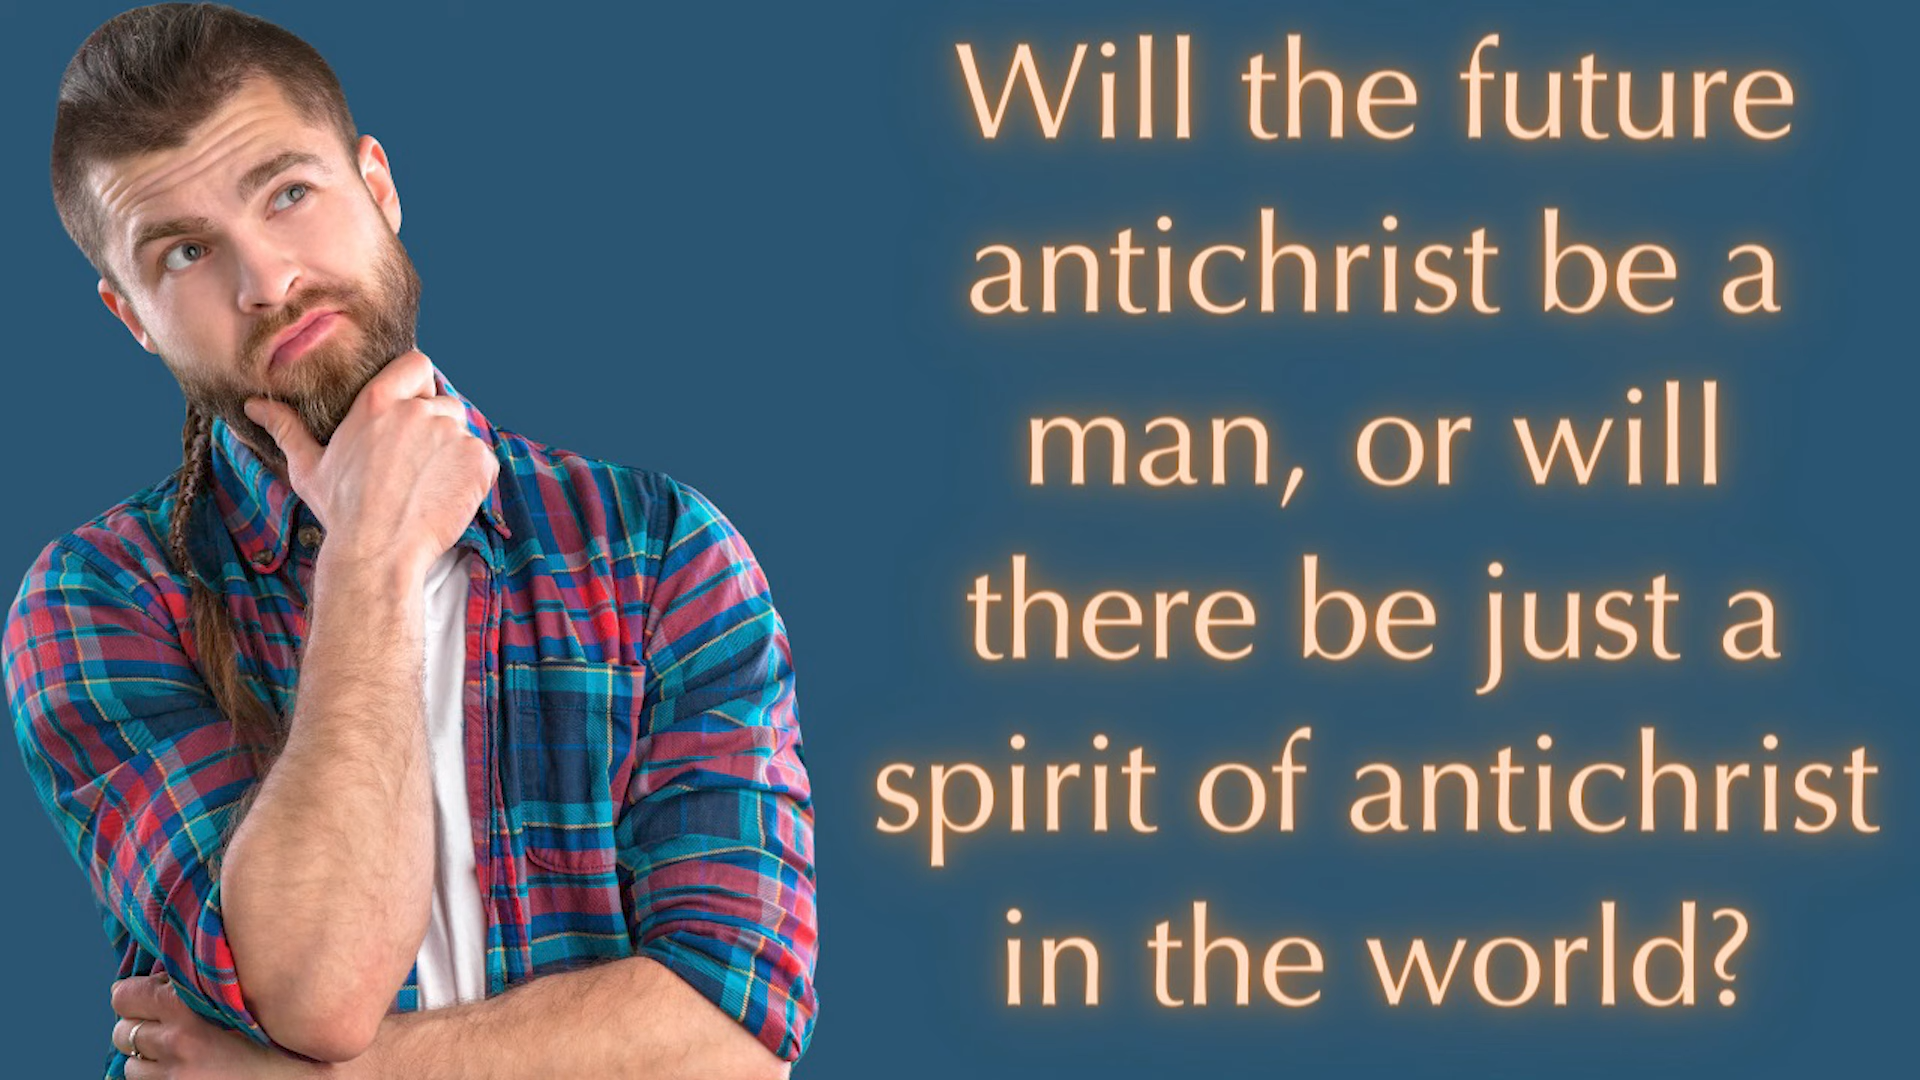 Will the future
antichrist be a
man, or will
there be just a
spirit of antichrist
in the world?